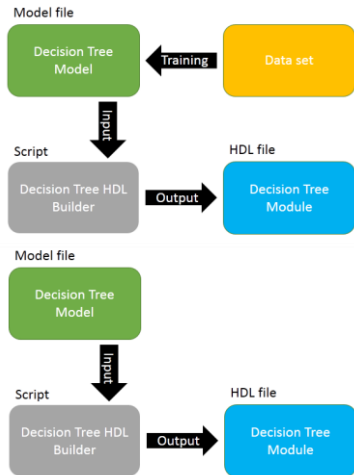 Model file
Decision Tree
Model
Training
Data set
Input
Script
HDL file
Decision Tree HDL
Builder
Output
Decision Tree
Module
Model file
Decision Tree
Model
Input
Script
HDL file
Decision Tree HDL
Builder
Output
Decision Tree
Module